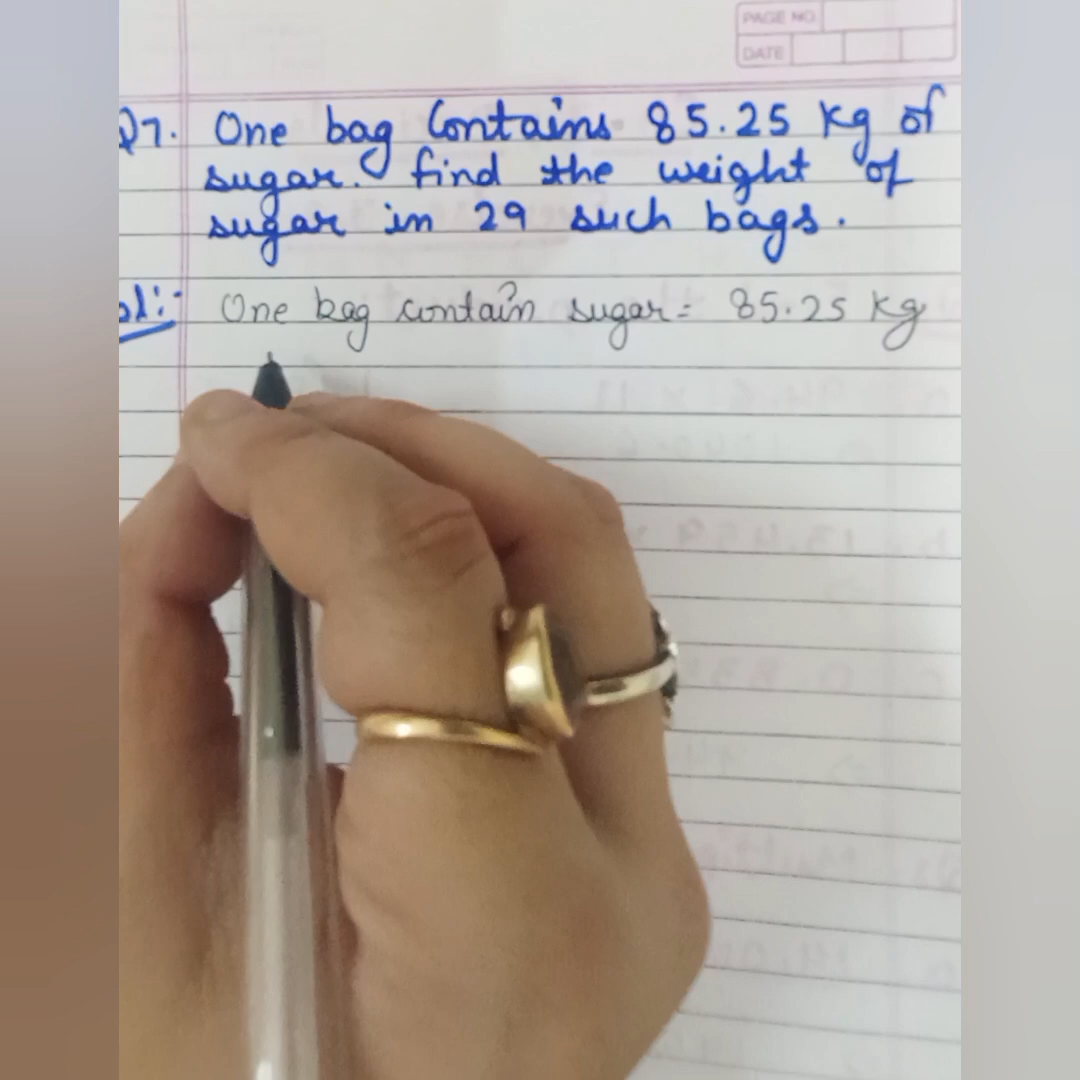 PAGE NO.
DATE
Q7. One bag Contains 85.25 Kg of
sugar. find the weight of
sugar in 29 such bags.
ol:- One bag contain sugar = 85.25 Kg